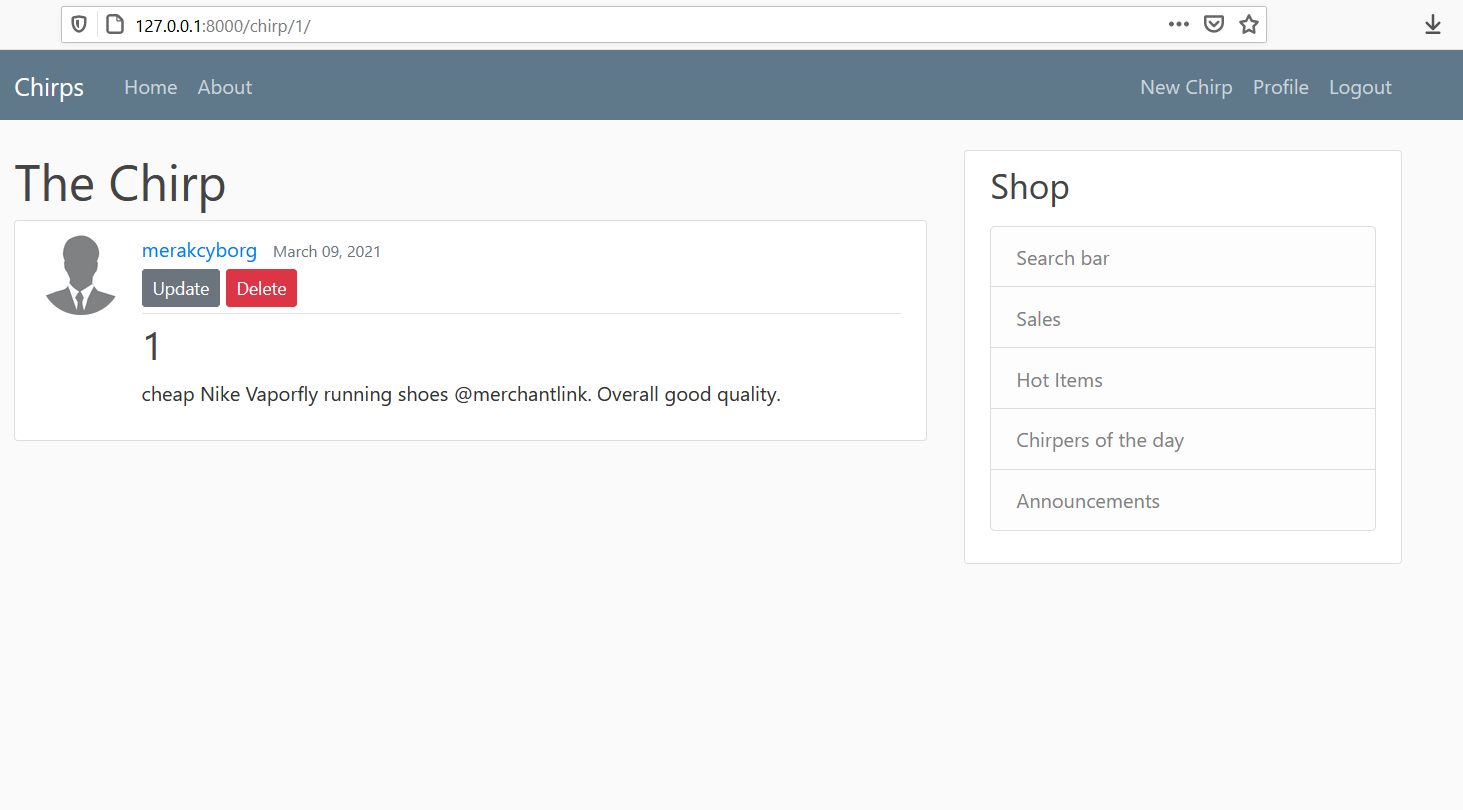 127.0.0.1:8000/chirp/1/
Chirps Home About New Chirp Profile Logout
The Chirp
merakcyborg March 09, 2021
Update Delete
1
cheap Nike Vaporfly running shoes @merchantlink. Overall good quality.
Shop
Search bar
Sales
Hot Items
Chirpers of the day
Announcements